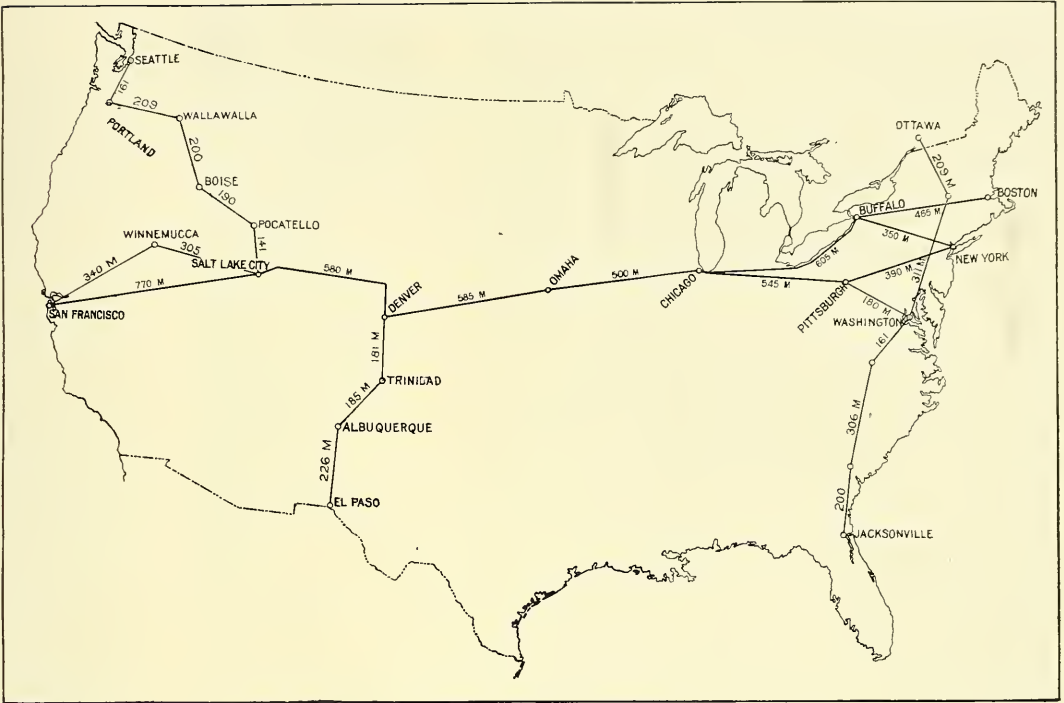 SEATTLE
161
209
WALLAWALLA
PORTLAND
200
BOISE
190
POCATELLO
141
WINNEMUCCA
305
340 M
SALT LAKE CITY
770 M
SAN FRANCISCO
580 M
DENVER
585 M
OMAHA
500 M
CHICAGO
605 M
545 M
BUFFALO
465 M
350 M
OTTAWA
209 M
BOSTON
NEW YORK
390 M
311 M
PITTSBURGH
180 M
WASHINGTON
161
306 M
200
JACKSONVILLE
181 M
TRINIDAD
185 M
ALBUQUERQUE
226 M
EL PASO